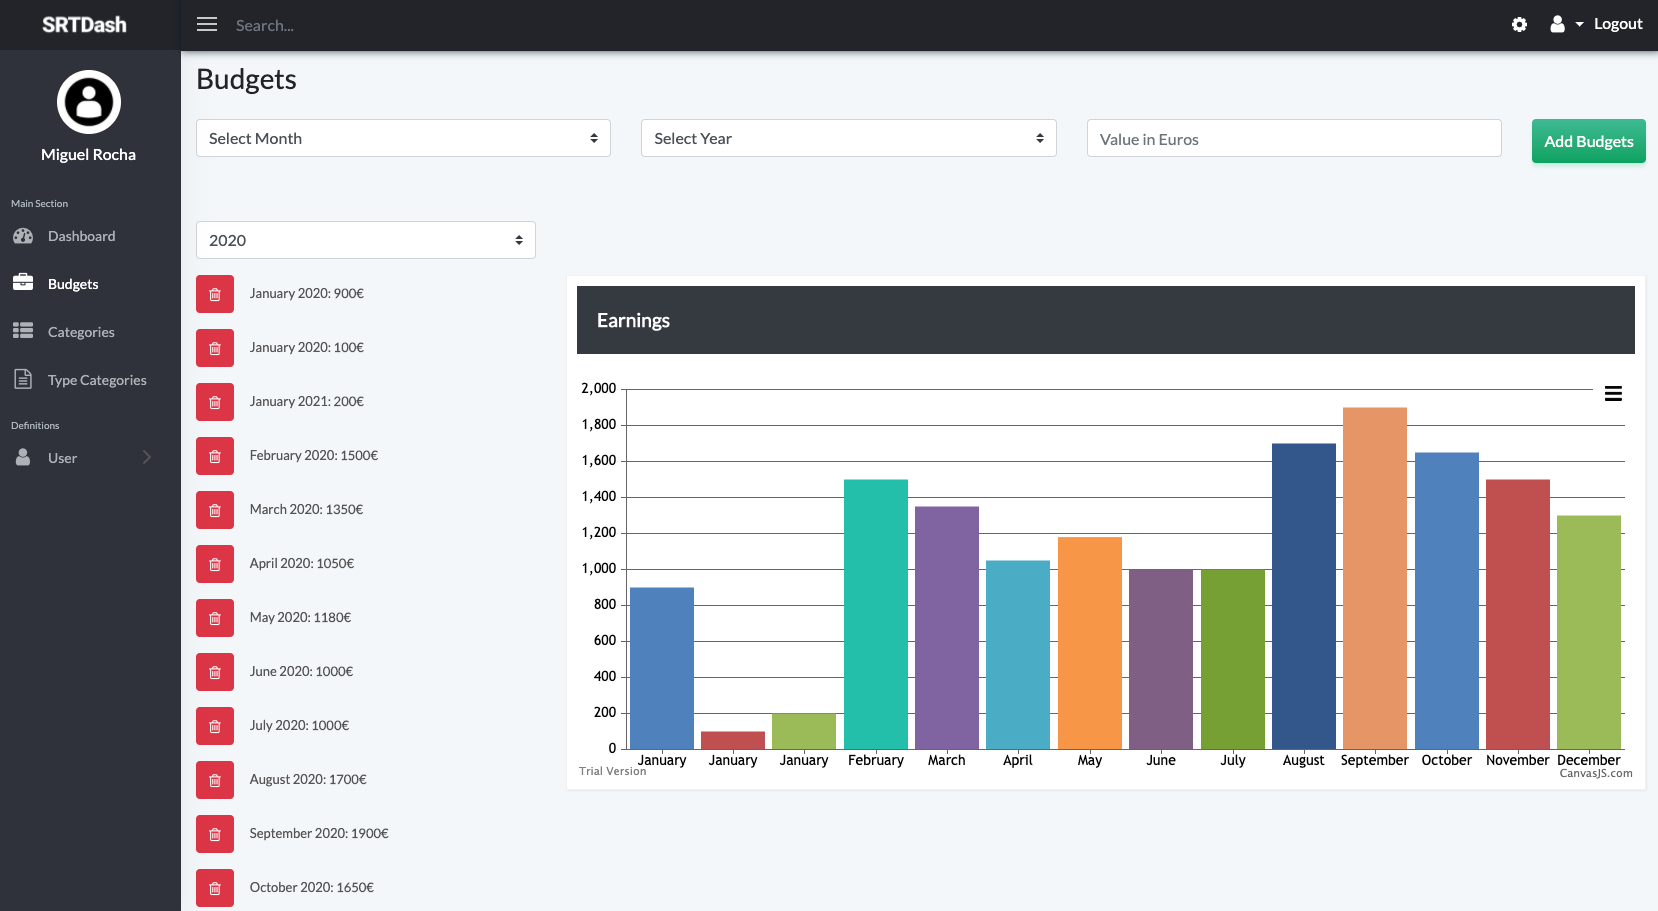 SRTDash
Search...
Logout
Miguel Rocha
Main Section
Dashboard
Budgets
Categories
Type Categories
Definitions
User
Budgets
Select Month
Select Year
Value in Euros
Add Budgets
2020
January 2020: 900€
January 2020: 100€
January 2021: 200€
February 2020: 1500€
March 2020: 1350€
April 2020: 1050€
May 2020: 1180€
June 2020: 1000€
July 2020: 1000€
August 2020: 1700€
September 2020: 1900€
October 2020: 1650€
Earnings
2,000
1,800
1,600
1,400
1,200
1,000
800
600
400
200
0
January January January February March April May June July August September October November December
Trial Version
CanvasJS.com